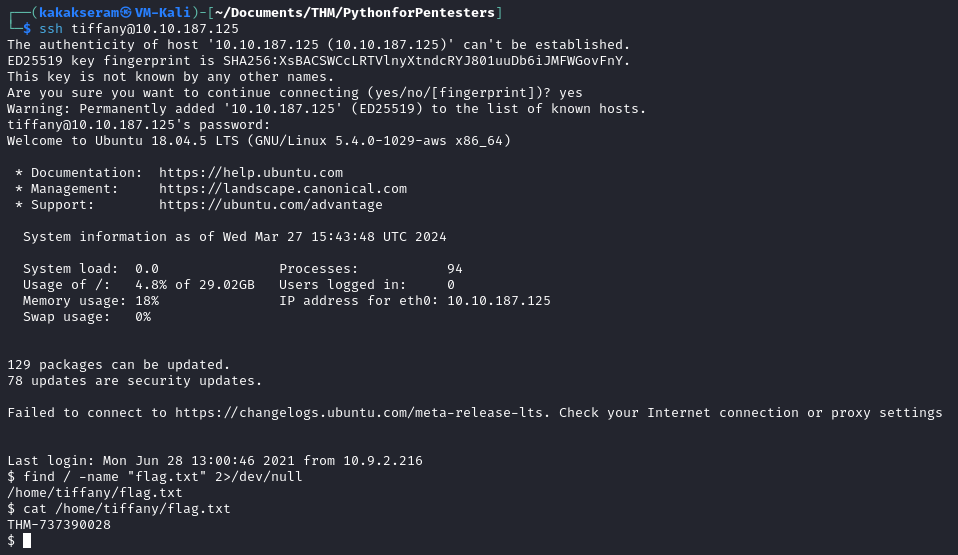 ┌──(kakakseram㉿VM-Kali)-[~/Documents/THM/PythonforPentesters]
└─$ ssh tiffany@10.10.187.125
The authenticity of host '10.10.187.125 (10.10.187.125)' can't be established.
ED25519 key fingerprint is SHA256:XsBACSWCcLRTVlnyXtndcRYJ801uuDb6iJMFWGovFnY.
This key is not known by any other names.
Are you sure you want to continue connecting (yes/no/[fingerprint])? yes
Warning: Permanently added '10.10.187.125' (ED25519) to the list of known hosts.
tiffany@10.10.187.125's password:
Welcome to Ubuntu 18.04.5 LTS (GNU/Linux 5.4.0-1029-aws x86_64)

 * Documentation:  https://help.ubuntu.com
 * Management:     https://landscape.canonical.com
 * Support:        https://ubuntu.com/advantage

  System information as of Wed Mar 27 15:43:48 UTC 2024

  System load:  0.0               Processes:           94
  Usage of /:   4.8% of 29.02GB   Users logged in:     0
  Memory usage: 18%               IP address for eth0: 10.10.187.125
  Swap usage:   0%

129 packages can be updated.
78 updates are security updates.

Failed to connect to https://changelogs.ubuntu.com/meta-release-lts. Check your Internet connection or proxy settings

Last login: Mon Jun 28 13:00:46 2021 from 10.9.2.216
$ find / -name "flag.txt" 2>/dev/null
/home/tiffany/flag.txt
$ cat /home/tiffany/flag.txt
THM-737390028
$